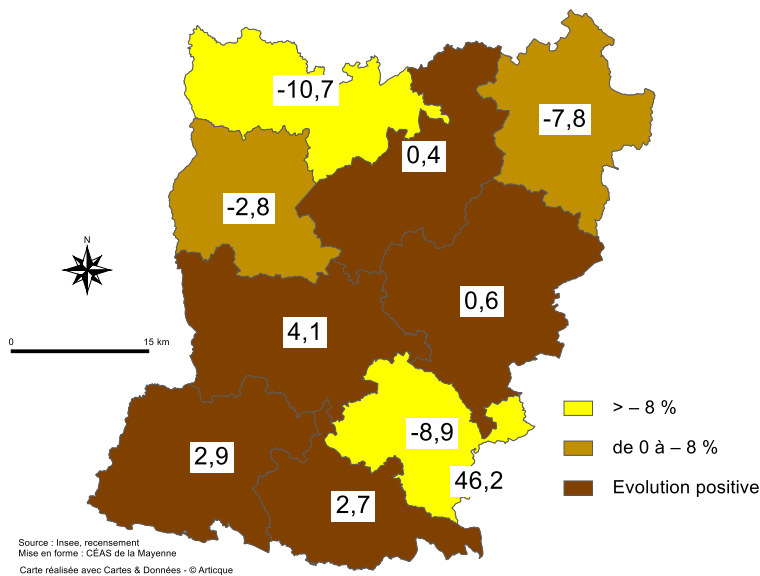 -10,7
-7,8
0,4
-2,8
N
0,6
4,1
0 15 km
> – 8 %
-8,9
de 0 à – 8 %
2,9
46,2
Evolution positive
2,7
Source : Insee, recensement
Mise en forme : CÉAS de la Mayenne
Carte réalisée avec Cartes & Données - © Articque